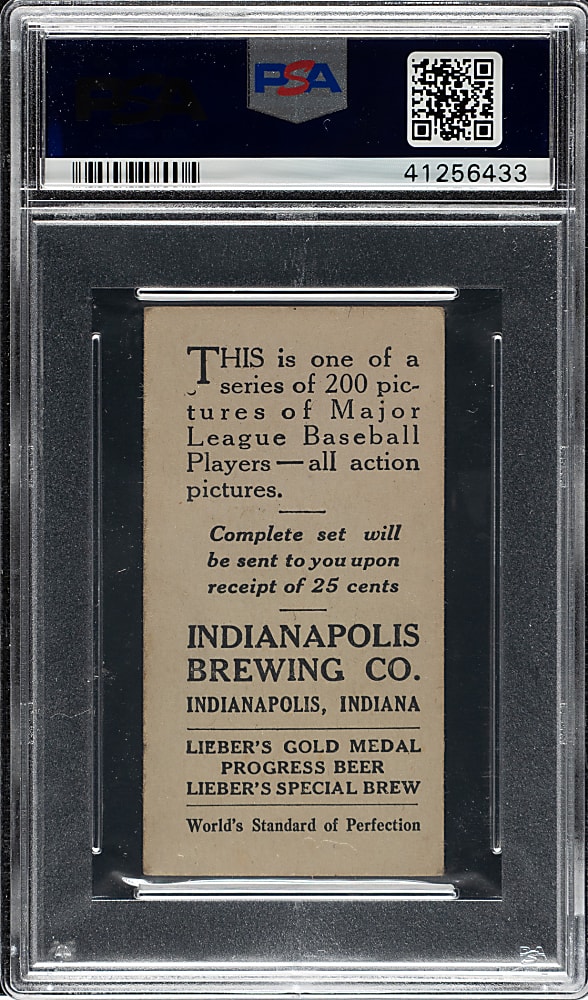 PSA
41256433
THIS is one of a
series of 200 pic-
tures of Major
League Baseball
Players — all action
pictures.
Complete set will
be sent to you upon
receipt of 25 cents
INDIANAPOLIS
BREWING CO.
INDIANAPOLIS, INDIANA
LIEBER'S GOLD MEDAL
PROGRESS BEER
LIEBER'S SPECIAL BREW
World's Standard of Perfection
PSA